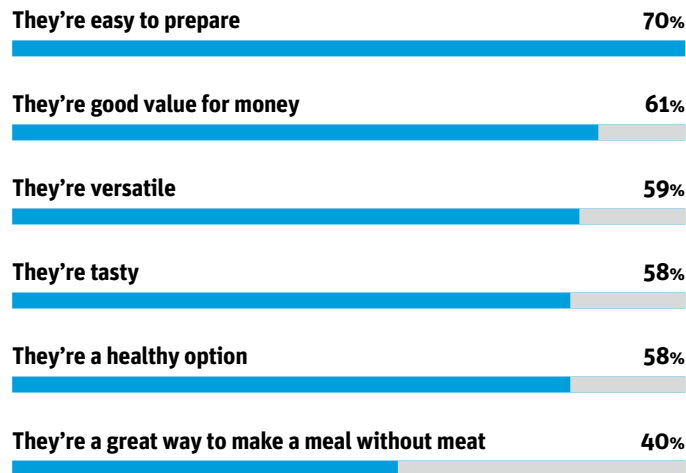 They're easy to prepare 70%
They're good value for money 61%
They're versatile 59%
They're tasty 58%
They're a healthy option 58%
They're a great way to make a meal without meat 40%